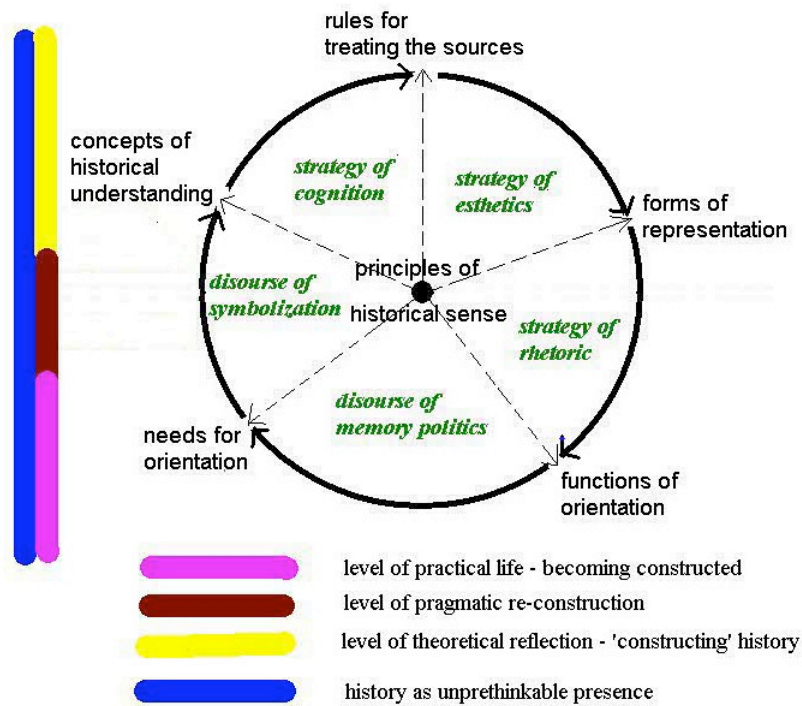 rules for
treating the sources
concepts of
historical
understanding
strategy of
cognition
strategy of
esthetics
forms of
representation
principles of
historical sense
disourse of
symbolization
strategy of
rhetoric
disourse of
memory politics
needs for
orientation
functions of
orientation
level of practical life - becoming constructed
level of pragmatic re-construction
level of theoretical reflection - 'constructing' history
history as unprethinkable presence